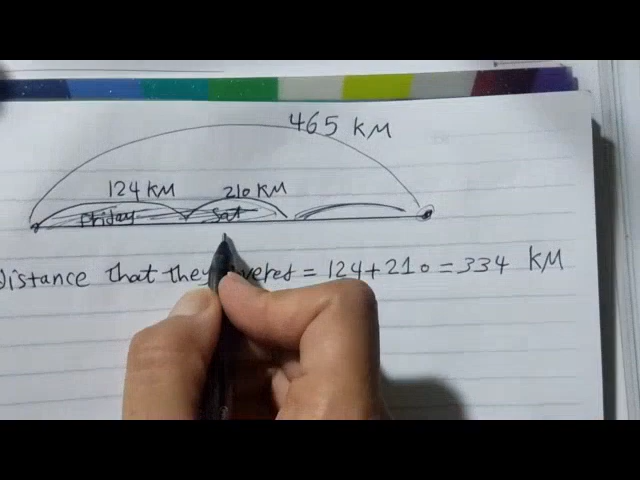 465 KM
124 KM 210 KM
Friday Sat
distance that they = 124+210 = 334 KM